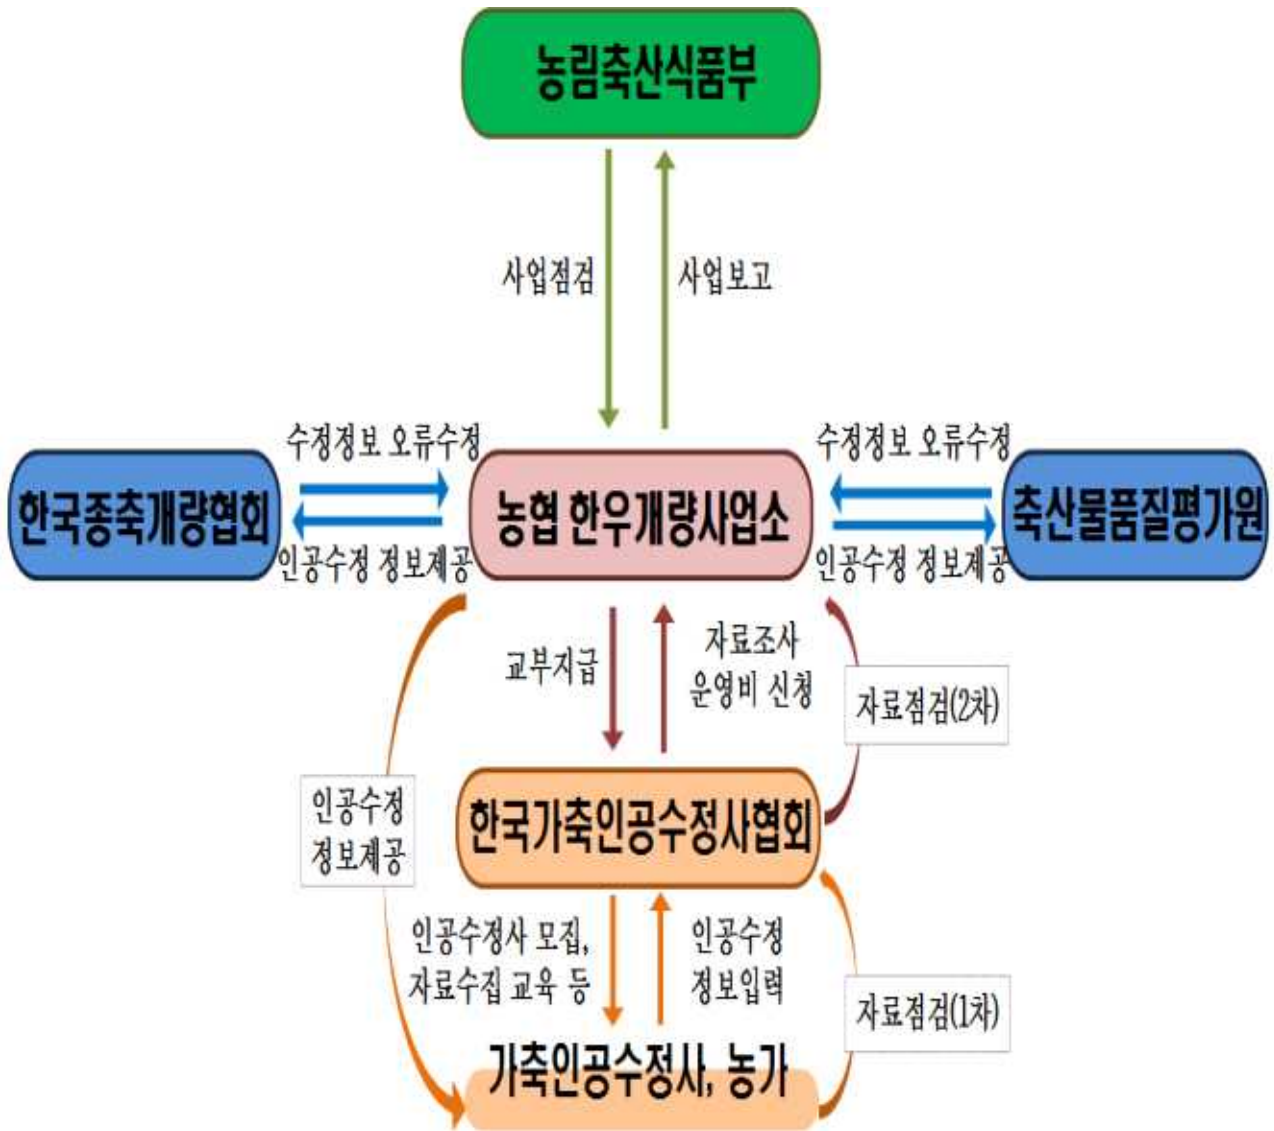 농림축산식품부
사업점검
사업보고
수정정보 오류수정
수정정보 오류수정
한국종축개량협회
농협 한우개량사업소
축산물품질평가원
인공수정 정보제공
인공수정 정보제공
교부지급
자료조사
운영비 신청
자료점검(2차)
인공수정
정보제공
한국가축인공수정사협회
인공수정사 모집,
자료수집 교육 등
인공수정
정보입력
자료점검(1차)
가축인공수정사, 농가